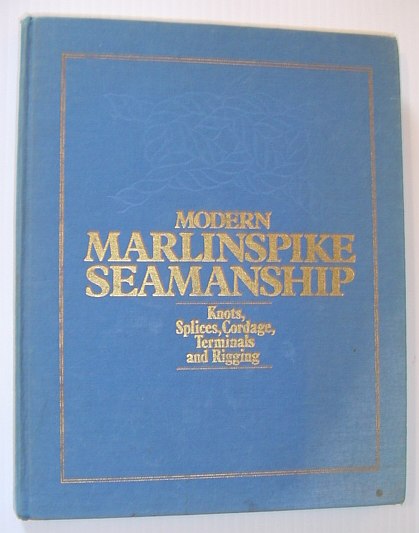 MODERN
MARLINSPIKE
SEAMANSHIP
Knots,
Splices, Cordage,
Terminals
and Rigging